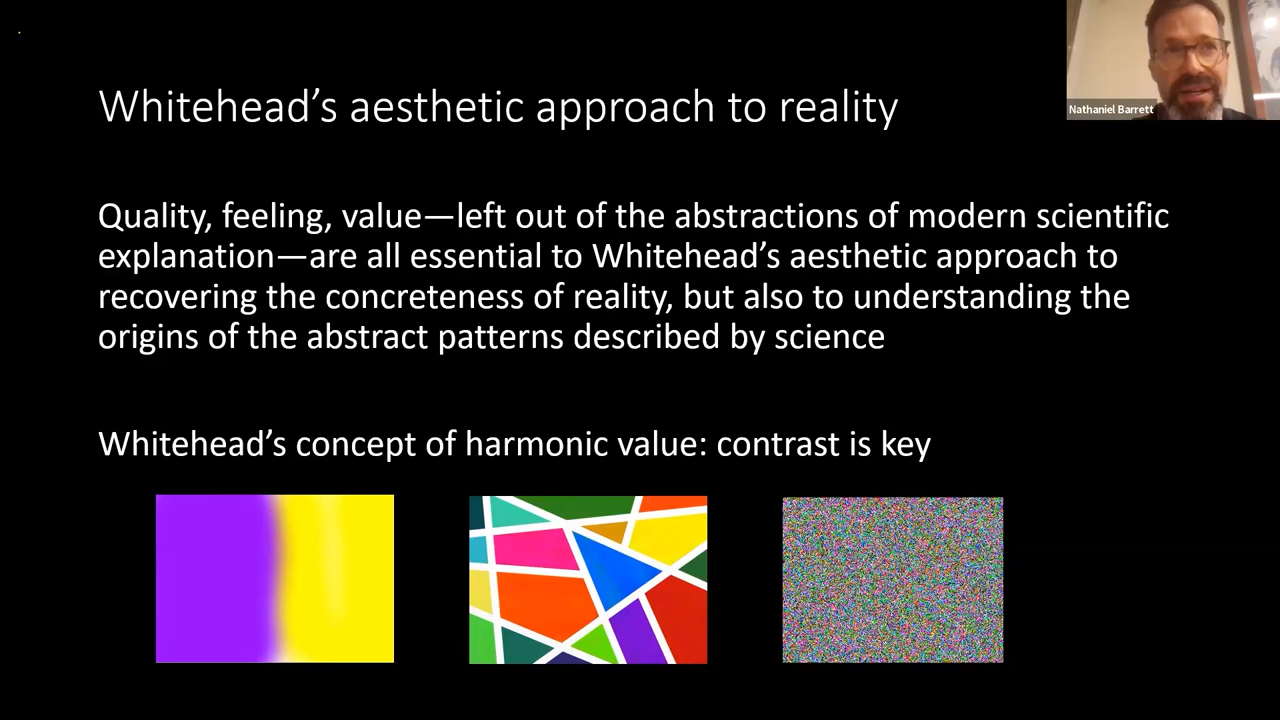 Whitehead’s aesthetic approach to reality
Nathaniel Barrett
Quality, feeling, value—left out of the abstractions of modern scientific
explanation—are all essential to Whitehead’s aesthetic approach to
recovering the concreteness of reality, but also to understanding the
origins of the abstract patterns described by science
Whitehead’s concept of harmonic value: contrast is key